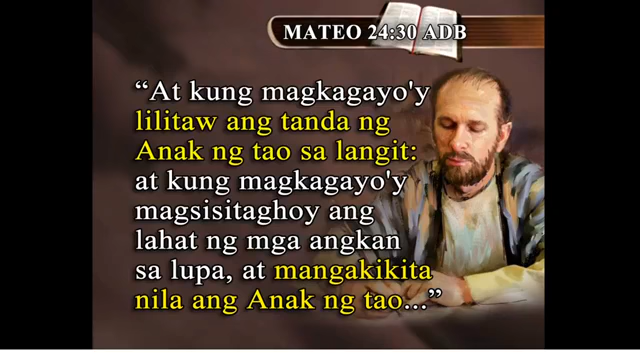 MATEO 24:30 ADB
“At kung magkagayo'y
lilitaw ang tanda ng
Anak ng tao sa langit:
at kung magkagayo'y
magsisitaghoy ang
lahat ng mga angkan
sa lupa, at mangakikita
nila ang Anak ng tao...”